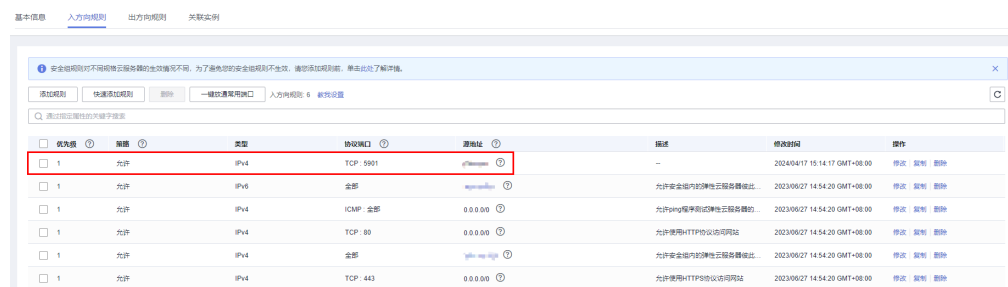 基本信息 入方向规则 出方向规则 关联实例
安全组规则对不同规格云服务器的生效情况不同，为了避免您的安全组规则不生效，请您添加规则前，单击此处了解详情。
添加规则 快速添加规则 删除 一键放通常用端口 入方向规则: 6 教我设置
通过指定属性的关键字搜索
优先级 策略 类型 协议端口 源地址 描述 修改时间 操作
1 允许 IPv4 TCP : 5901 -- 2024/04/17 15:14:17 GMT+08:00 修改 复制 删除
1 允许 IPv6 全部 允许安全组内的弹性云服务器彼此... 2023/06/27 14:54:20 GMT+08:00 修改 复制 删除
1 允许 IPv4 ICMP : 全部 0.0.0.0/0 允许ping程序测试弹性云服务器的... 2023/06/27 14:54:20 GMT+08:00 修改 复制 删除
1 允许 IPv4 TCP : 80 0.0.0.0/0 允许使用HTTP协议访问网站 2023/06/27 14:54:20 GMT+08:00 修改 复制 删除
1 允许 IPv4 全部 允许安全组内的弹性云服务器彼此... 2023/06/27 14:54:20 GMT+08:00 修改 复制 删除
1 允许 IPv4 TCP : 443 0.0.0.0/0 允许使用HTTPS协议访问网站 2023/06/27 14:54:20 GMT+08:00 修改 复制 删除